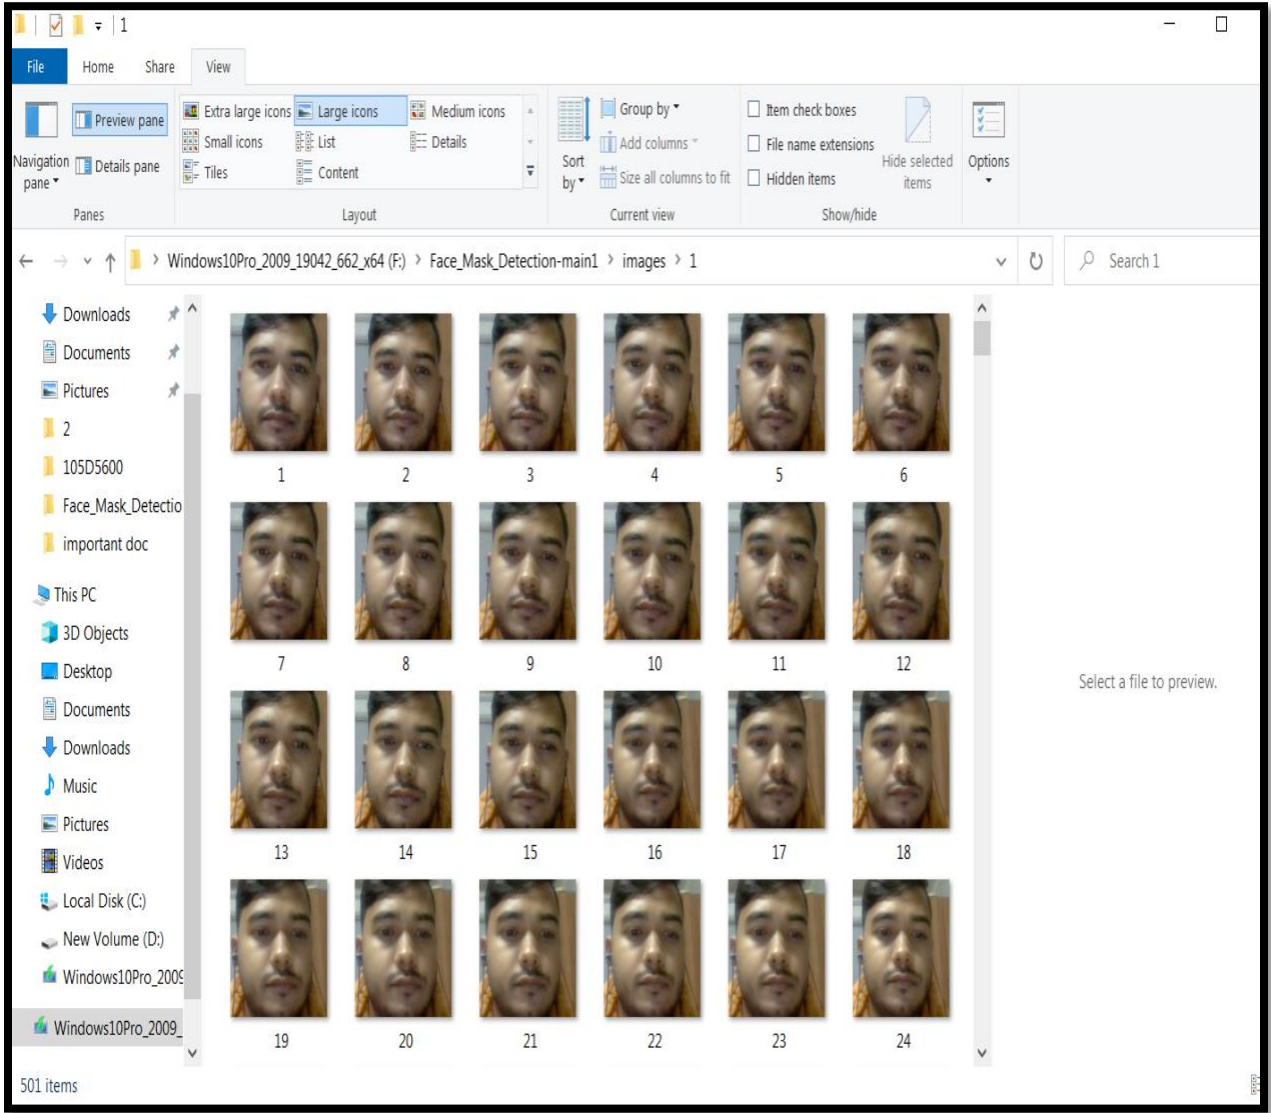 1
File Home Share View
Extra large icons Large icons Medium icons
Preview pane
Small icons List Details
Navigation pane Details pane
Tiles Content
Panes Layout
Sort by
Group by
Add columns
Size all columns to fit
Current view
Item check boxes
File name extensions
Hidden items
Hide selected items
Show/hide
Options
Windows10Pro_2009_19042_662_x64 (F:) > Face_Mask_Detection-main1 > images > 1
Search 1
Downloads
Documents
Pictures
2
105D5600
Face_Mask_Detectio
important doc
This PC
3D Objects
Desktop
Documents
Downloads
Music
Pictures
Videos
Local Disk (C:)
New Volume (D:)
Windows10Pro_2009
Windows10Pro_2009_
1 2 3 4 5 6
7 8 9 10 11 12
13 14 15 16 17 18
19 20 21 22 23 24
Select a file to preview.
501 items